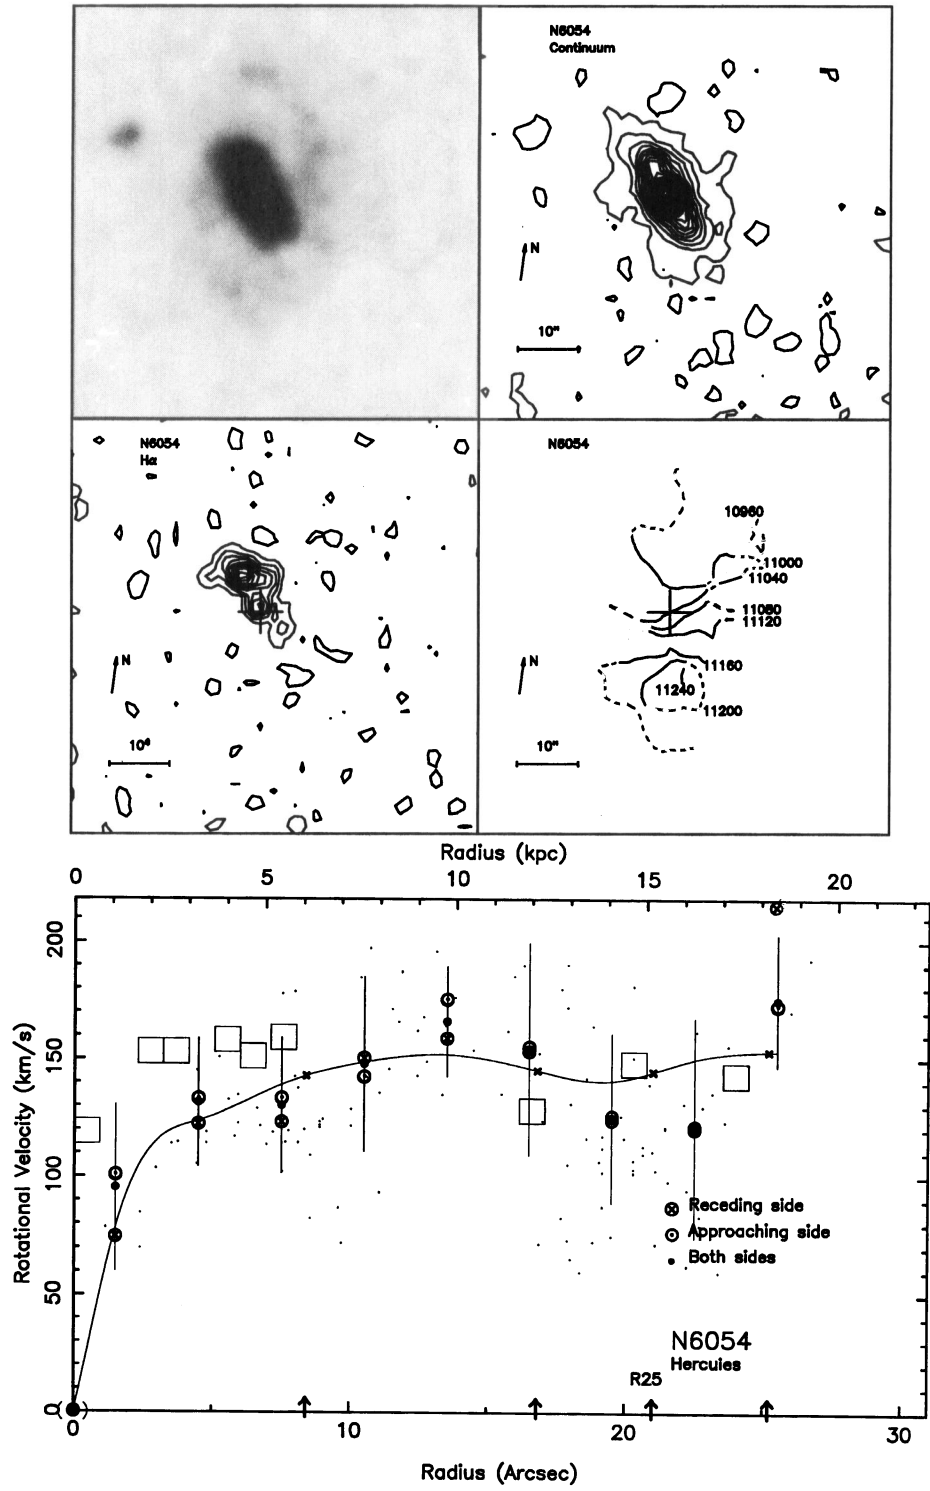 N6054
Continuum
N
10"
N6054
Hα
N
10"
N6054
10960
11000
11040
11080
11120
11160
11240
11200
N
10"
Radius (kpc)
0 5 10 15 20
Rotational Velocity (km/s)
200
150
100
50
0
Receding side
Approaching side
Both sides
N6054
Hercules
R25
0 10 20 30
Radius (Arcsec)